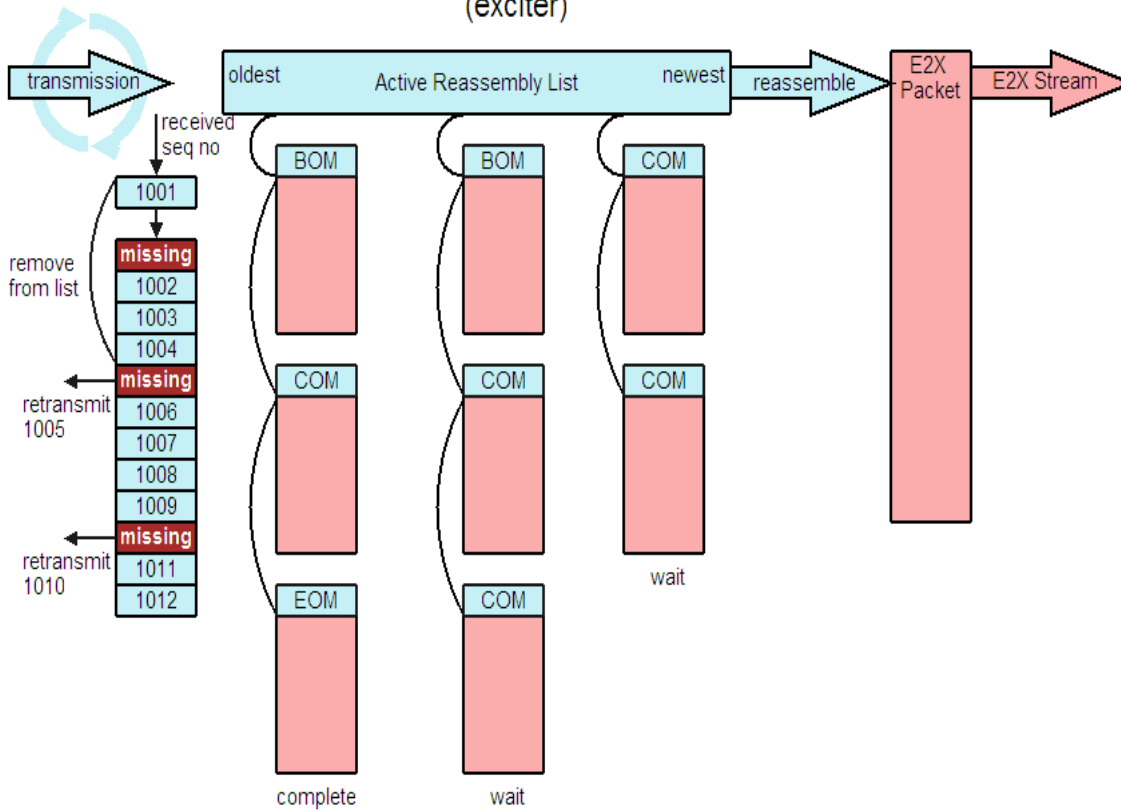 (exciter)
transmission
oldest
Active Reassembly List
newest
reassemble
E2X
Packet
E2X Stream
received
seq no
1001
remove
from list
missing
1002
1003
1004
missing
retransmit
1005
1006
1007
1008
1009
missing
retransmit
1010
1011
1012
BOM
COM
EOM
complete
BOM
COM
COM
wait
COM
COM
wait